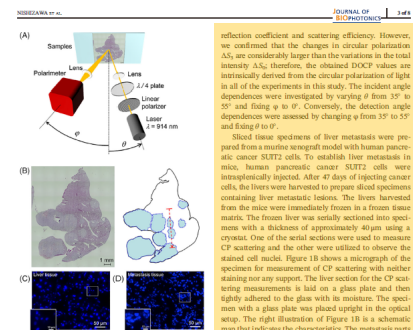 NISHIZAWA ET AL.
JOURNAL OF
BIOPHOTONICS
3 of 8
(A)
Samples
Polarimeter
Lens
Lens
λ/4 plate
Linear
polarizer
Laser
λ = 914 nm
φ
θ
(B)
1 mm
(C)
Liver tissue
50 μm
(D)
Metastasis tissue
50 μm
reflection coefficient and scattering efficiency. However,
we confirmed that the changes of circular polarization
ΔS₃ are considerably larger than the variations in the total
intensity ΔS₀; therefore, the obtained DOCP values are
intrinsically derived from the circular polarization of light
in all of the experiments in this study. The incident angle
dependences were investigated by varying θ from 35° to
55° and fixing φ to 0°. Conversely, the detection angle
dependences were assessed by changing φ from 35° to 55°
and fixing θ to 0°.
Sliced tissue specimens of liver metastasis were pre-
pared from a murine xenograft model with human pancre-
atic cancer SUIT2 cells. To establish liver metastasis in
mice, human pancreatic cancer SUIT2 cells were
intrasplenically injected. After 47 days of injecting cancer
cells, the livers were harvested to prepare sliced specimens
containing liver metastatic lesions. The livers harvested
from the mice were immediately frozen in a frozen tissue
matrix. The frozen liver was serially sectioned into speci-
mens with a thickness of approximately 40 μm using a
cryostat. One of the serial sections were used to measure
CP scattering and the other were utilized to observe the
stained cell nuclei. Figure 1B shows a micrograph of the
specimen for measurement of CP scattering with neither
staining nor any support. The liver section for the CP scat-
tering measurements is laid on a glass plate and then
tightly adhered to the glass with its moisture. The speci-
men with a glass plate was placed upright in the optical
setup. The right illustration of Figure 1B is a schematic
map that indicates the characteristics. The metastasis parts